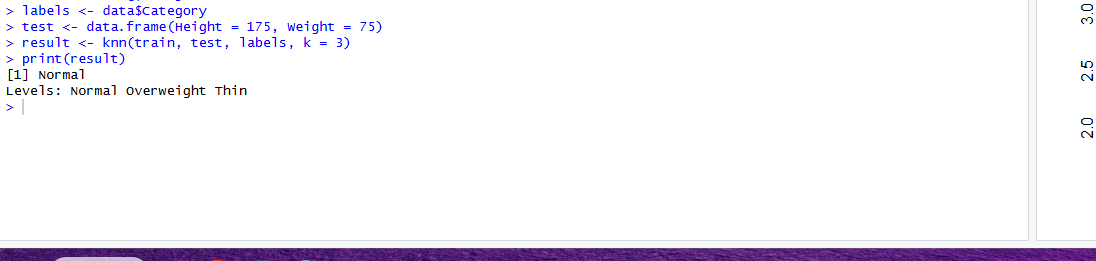 > labels <- data$Category
> test <- data.frame(Height = 175, Weight = 75)
> result <- knn(train, test, labels, k = 3)
> print(result)
[1] Normal
Levels: Normal Overweight Thin
>
3.0
2.5
2.0